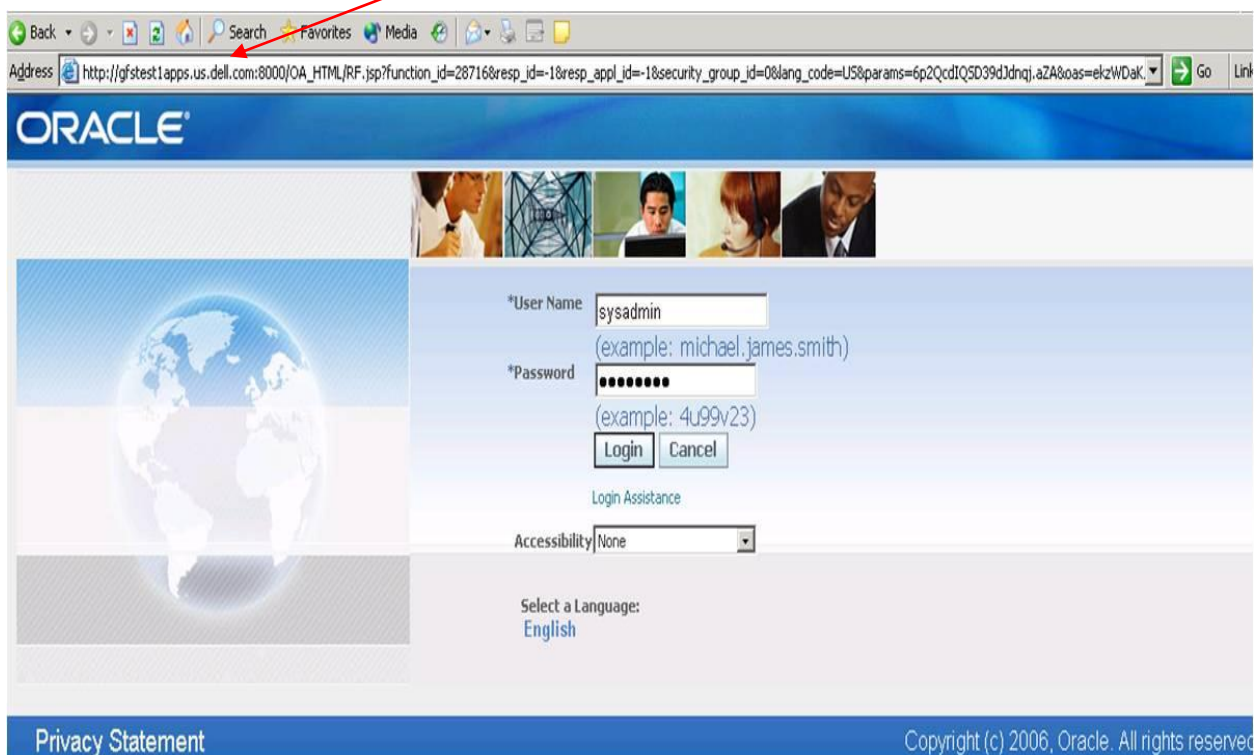 Back Search Favorites Media
Address http://gfstest1apps.us.dell.com:8000/OA_HTML/RF.jsp?function_id=28716&resp_id=-1&resp_appl_id=-1&security_group_id=0&lang_code=US&params=6p2QcdIQ5D39dJdnqj.aZA&oas=ekzWDaK. Go Link
ORACLE®
*User Name sysadmin
(example: michael.james.smith)
*Password ●●●●●●●●
(example: 4u99v23)
Login Cancel
Login Assistance
Accessibility None
Select a Language:
English
Privacy Statement Copyright (c) 2006, Oracle. All rights reserved